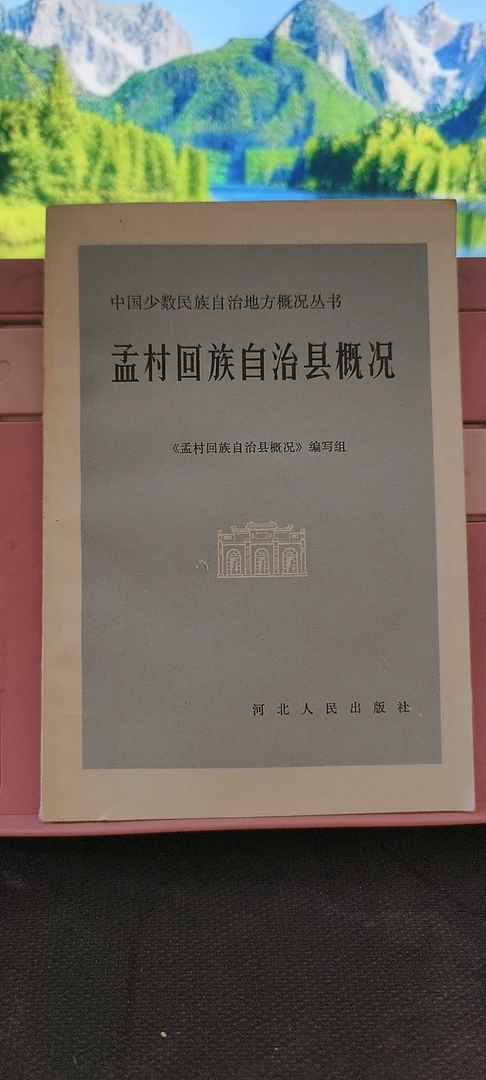 中国少数民族自治地方概况丛书
孟村回族自治县概况
《孟村回族自治县概况》编写组
河北人民出版社